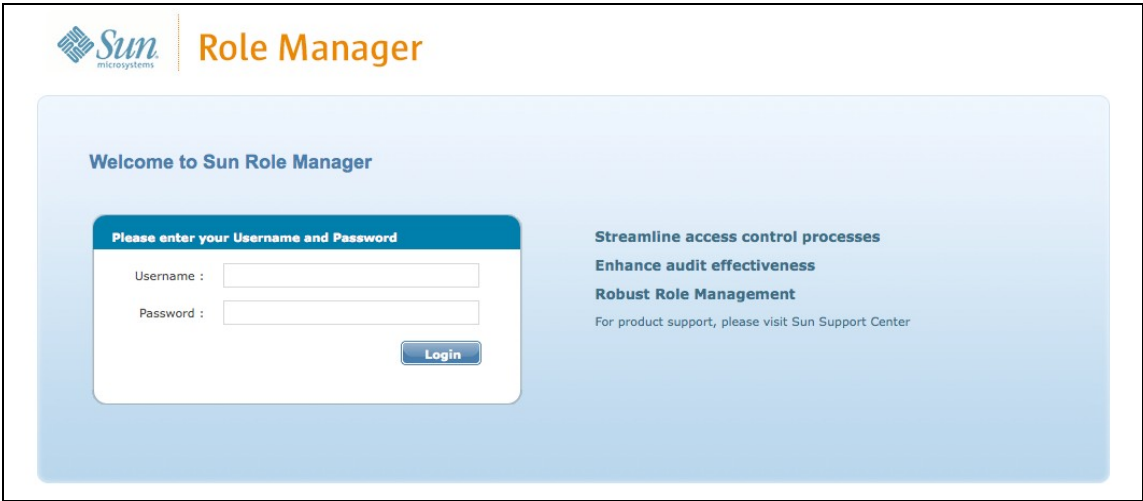 Sun
microsystems
Role Manager
Welcome to Sun Role Manager
Please enter your Username and Password
Username :
Password :
Login
Streamline access control processes
Enhance audit effectiveness
Robust Role Management
For product support, please visit Sun Support Center